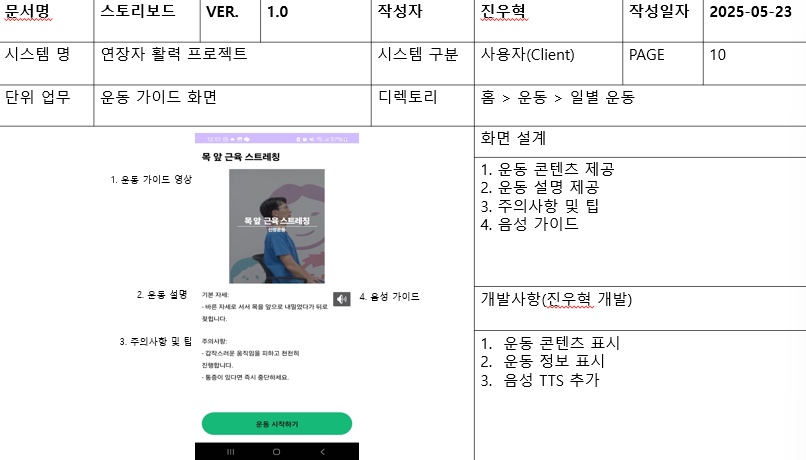 문서명 스토리보드 VER. 1.0 작성자 진우혁 작성일자 2025-05-23
시스템 명 연장자 활력 프로젝트 시스템 구분 사용자(Client) PAGE 10
단위 업무 운동 가이드 화면 디렉토리 홈 > 운동 > 일별 운동
목 앞 근육 스트레칭
1. 운동 가이드 영상
목 앞 근육 스트레칭
신장운동
2. 운동 설명
기본 자세:
- 바른 자세로 서서 목을 앞으로 내밀었다가 뒤로
젖힙니다.
4. 음성 가이드
3. 주의사항 및 팁
주의사항:
- 갑작스러운 움직임을 피하고 천천히
진행합니다.
- 통증이 있다면 즉시 중단하세요.
운동 시작하기
화면 설계
1. 운동 콘텐츠 제공
2. 운동 설명 제공
3. 주의사항 및 팁
4. 음성 가이드
개발사항(진우혁 개발)
1. 운동 콘텐츠 표시
2. 운동 정보 표시
3. 음성 TTS 추가